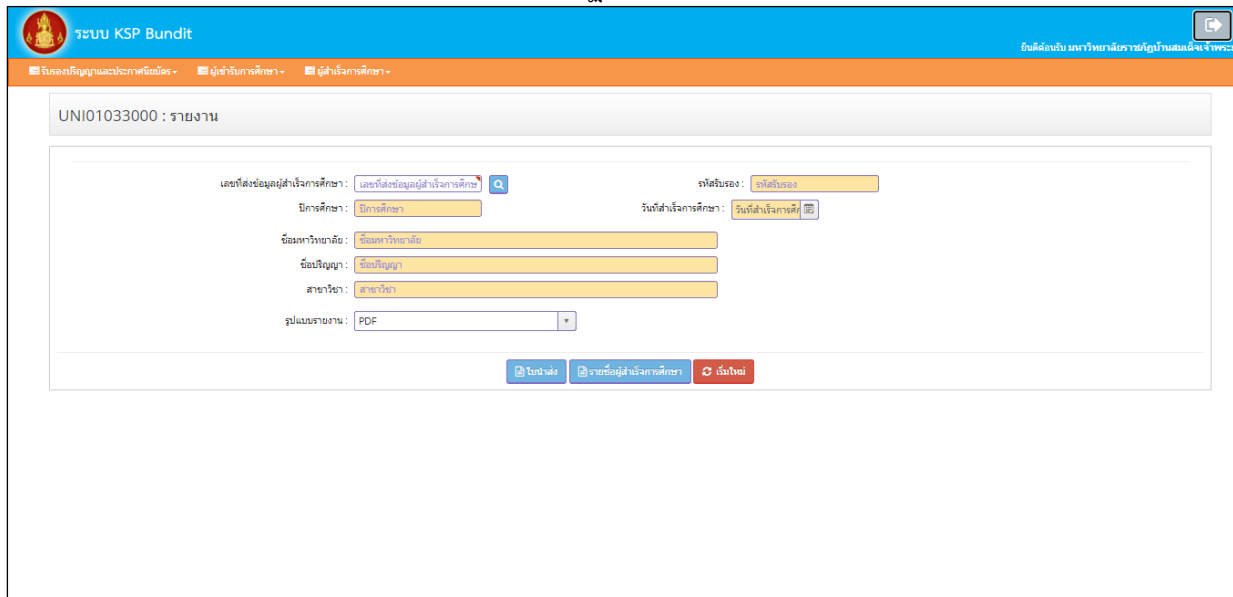 ระบบ KSP Bundit
ยินดีต้อนรับ มหาวิทยาลัยราชภัฏบ้านสมเด็จเจ้าพระ
รับรองปริญญาและประกาศนียบัตร ผู้เข้ารับการศึกษา ผู้สำเร็จการศึกษา
UNI01033000 : รายงาน
เลขที่ส่งข้อมูลผู้สำเร็จการศึกษา : เลขที่ส่งข้อมูลผู้สำเร็จการศึกษ รหัสรับรอง : รหัสรับรอง
ปีการศึกษา : ปีการศึกษา วันที่สำเร็จการศึกษา : วันที่สำเร็จการศึก
ชื่อมหาวิทยาลัย : ชื่อมหาวิทยาลัย
ชื่อปริญญา : ชื่อปริญญา
สาขาวิชา : สาขาวิชา
รูปแบบรายงาน : PDF
ใบนำส่ง รายชื่อผู้สำเร็จการศึกษา เริ่มใหม่